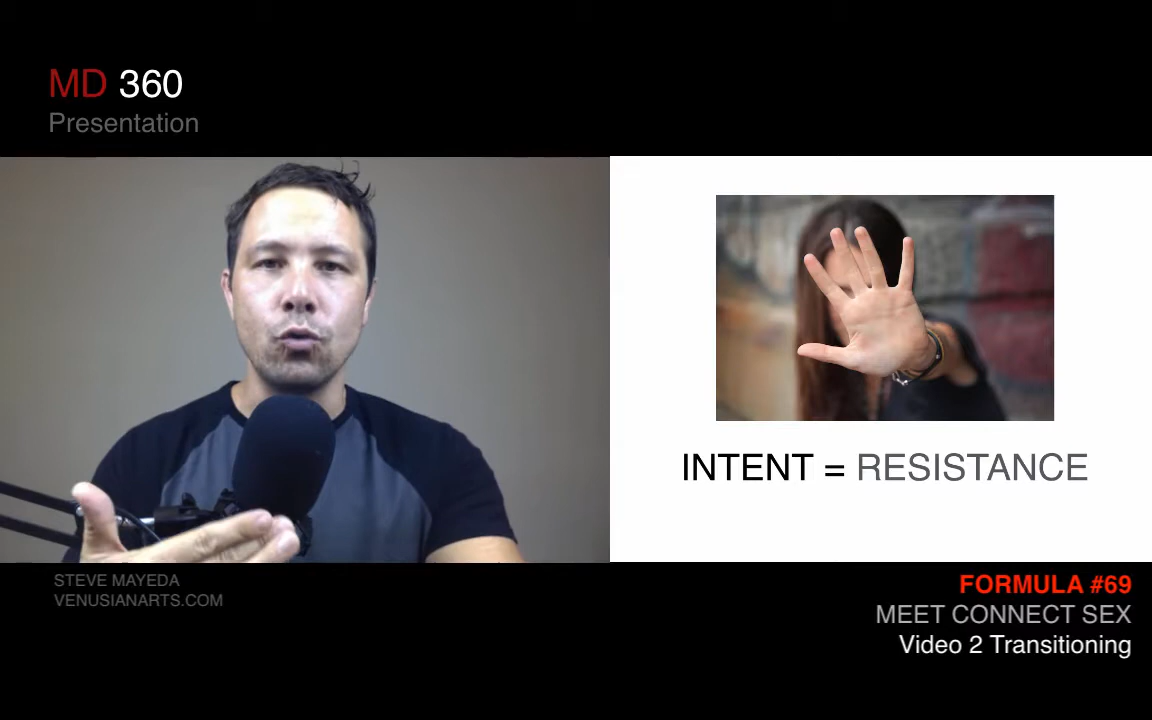 MD 360
Presentation
INTENT = RESISTANCE
STEVE MAYEDA
VENUSIANARTS.COM
FORMULA #69
MEET CONNECT SEX
Video 2 Transitioning